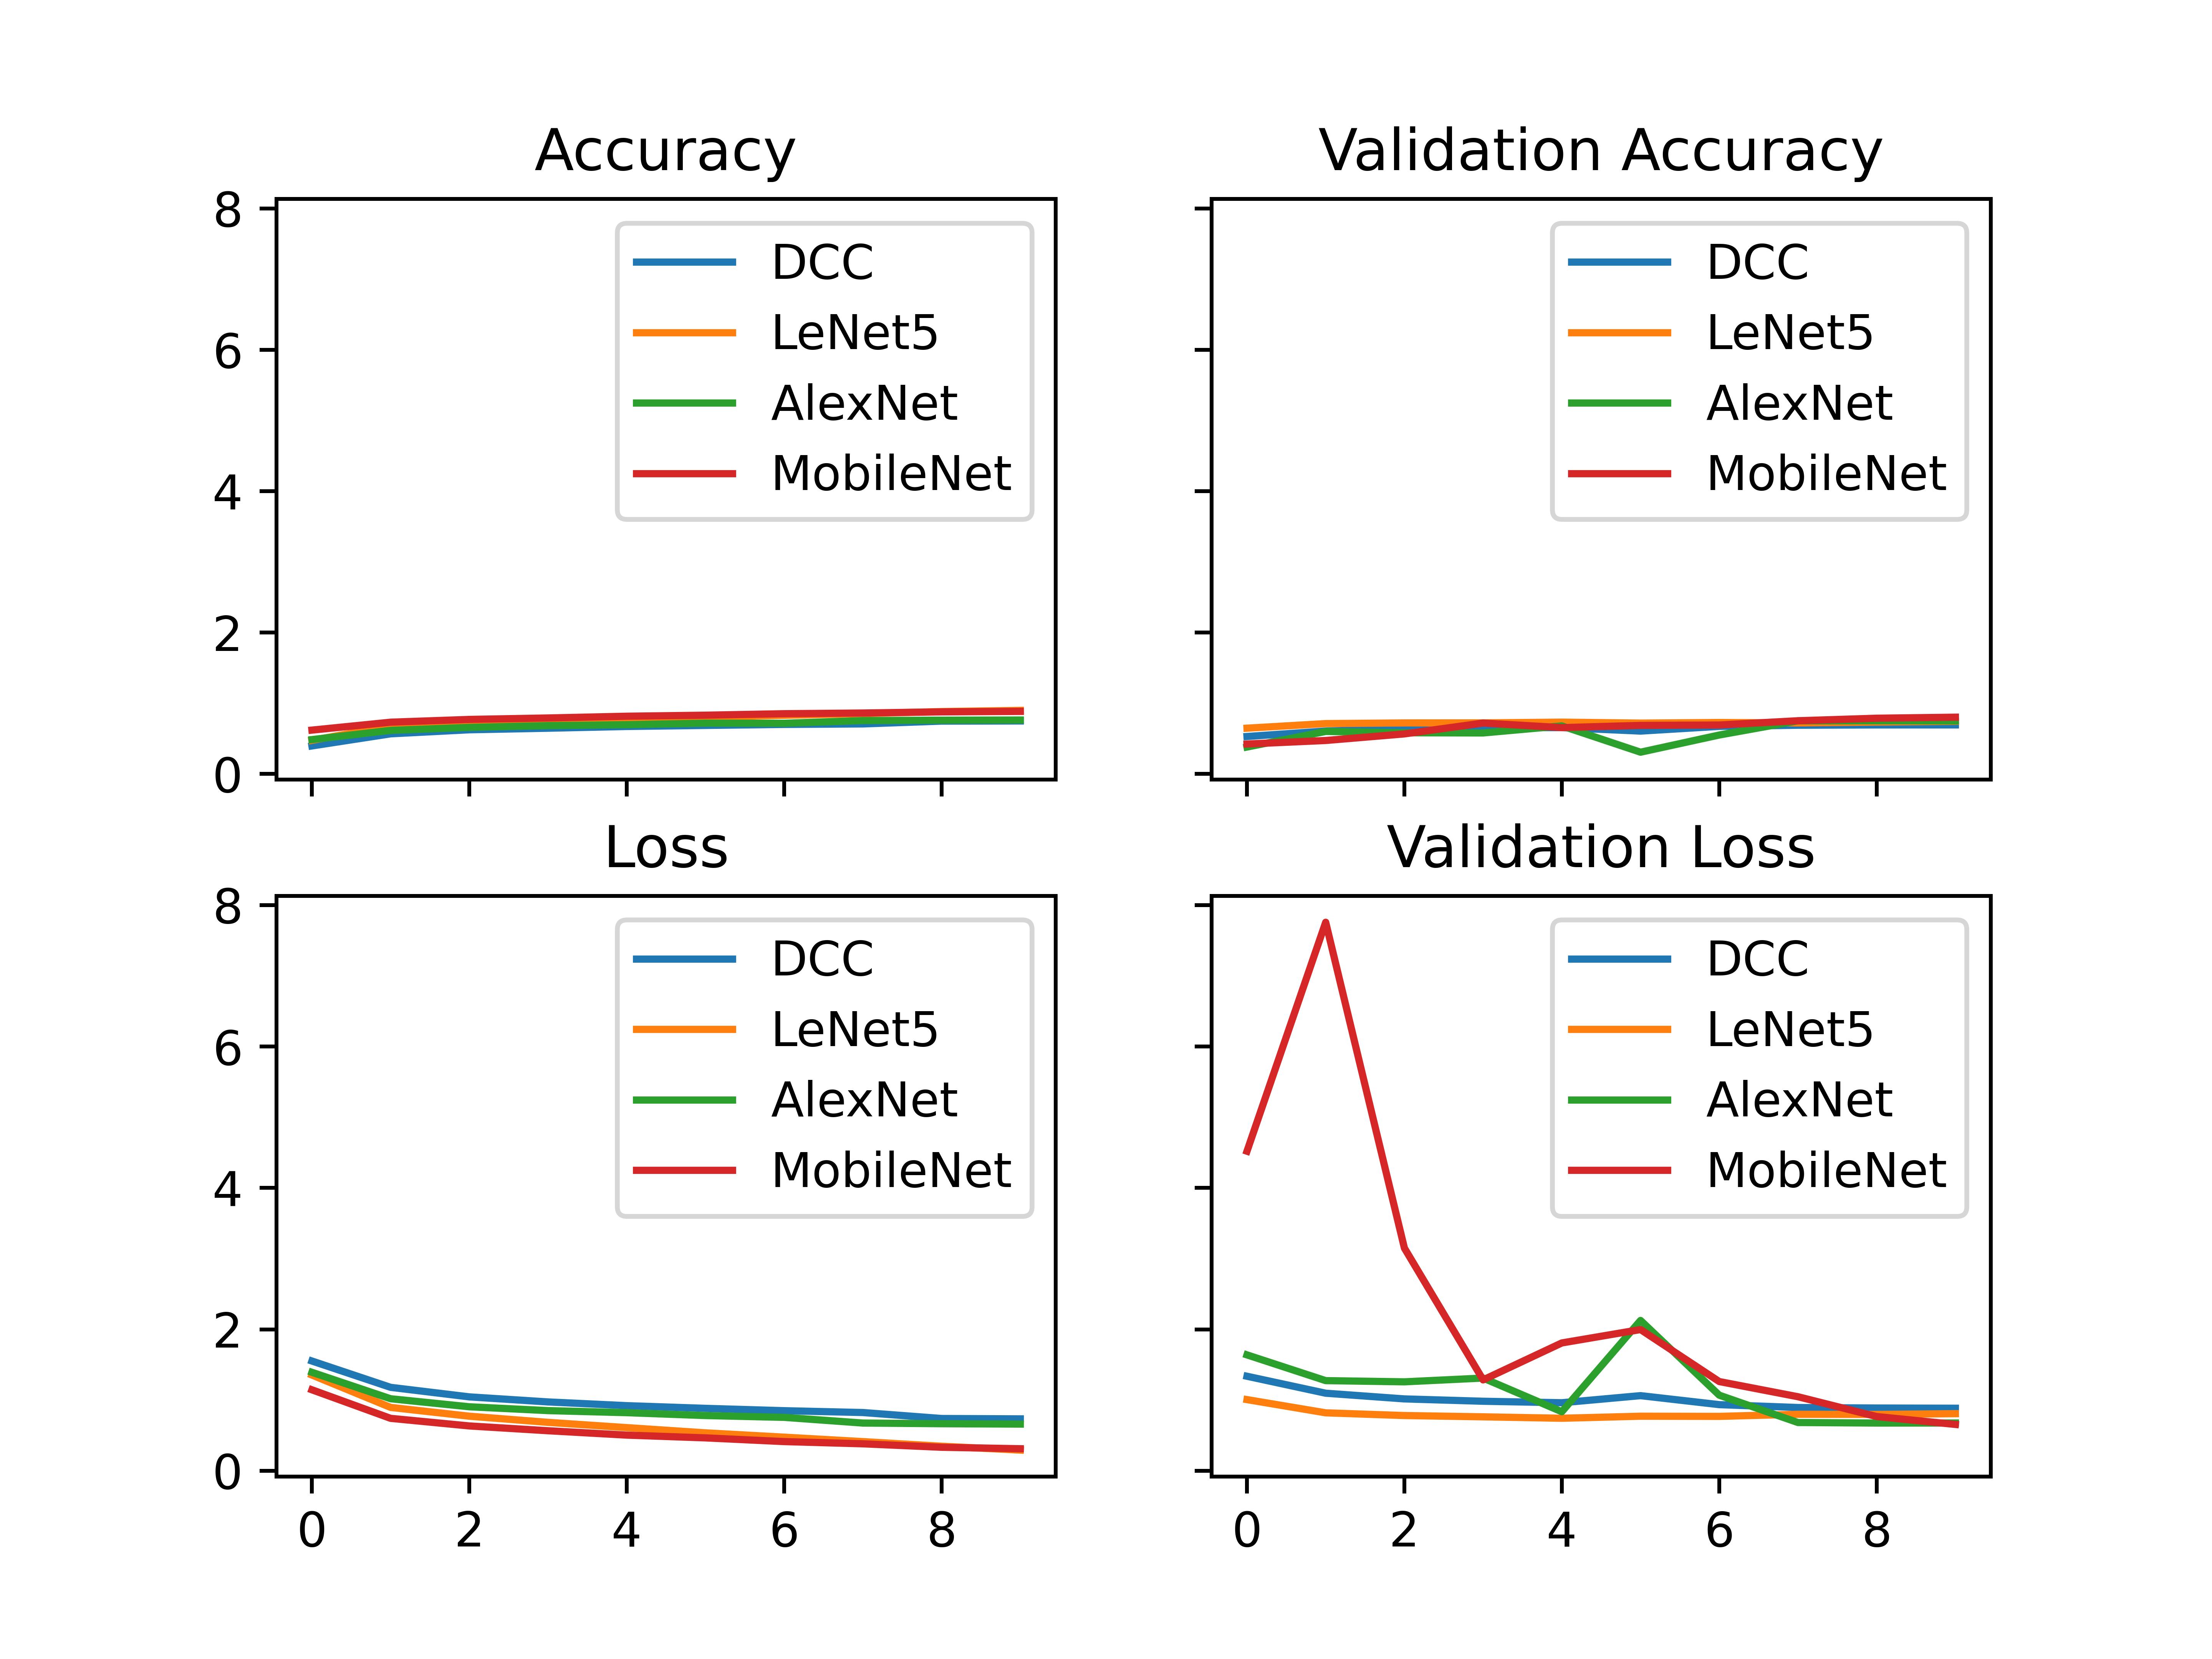 Accuracy
8
6
4
2
0
DCC
LeNet5
AlexNet
MobileNet
Validation Accuracy
DCC
LeNet5
AlexNet
MobileNet
Loss
8
6
4
2
0
DCC
LeNet5
AlexNet
MobileNet
0 2 4 6 8
Validation Loss
DCC
LeNet5
AlexNet
MobileNet
0 2 4 6 8